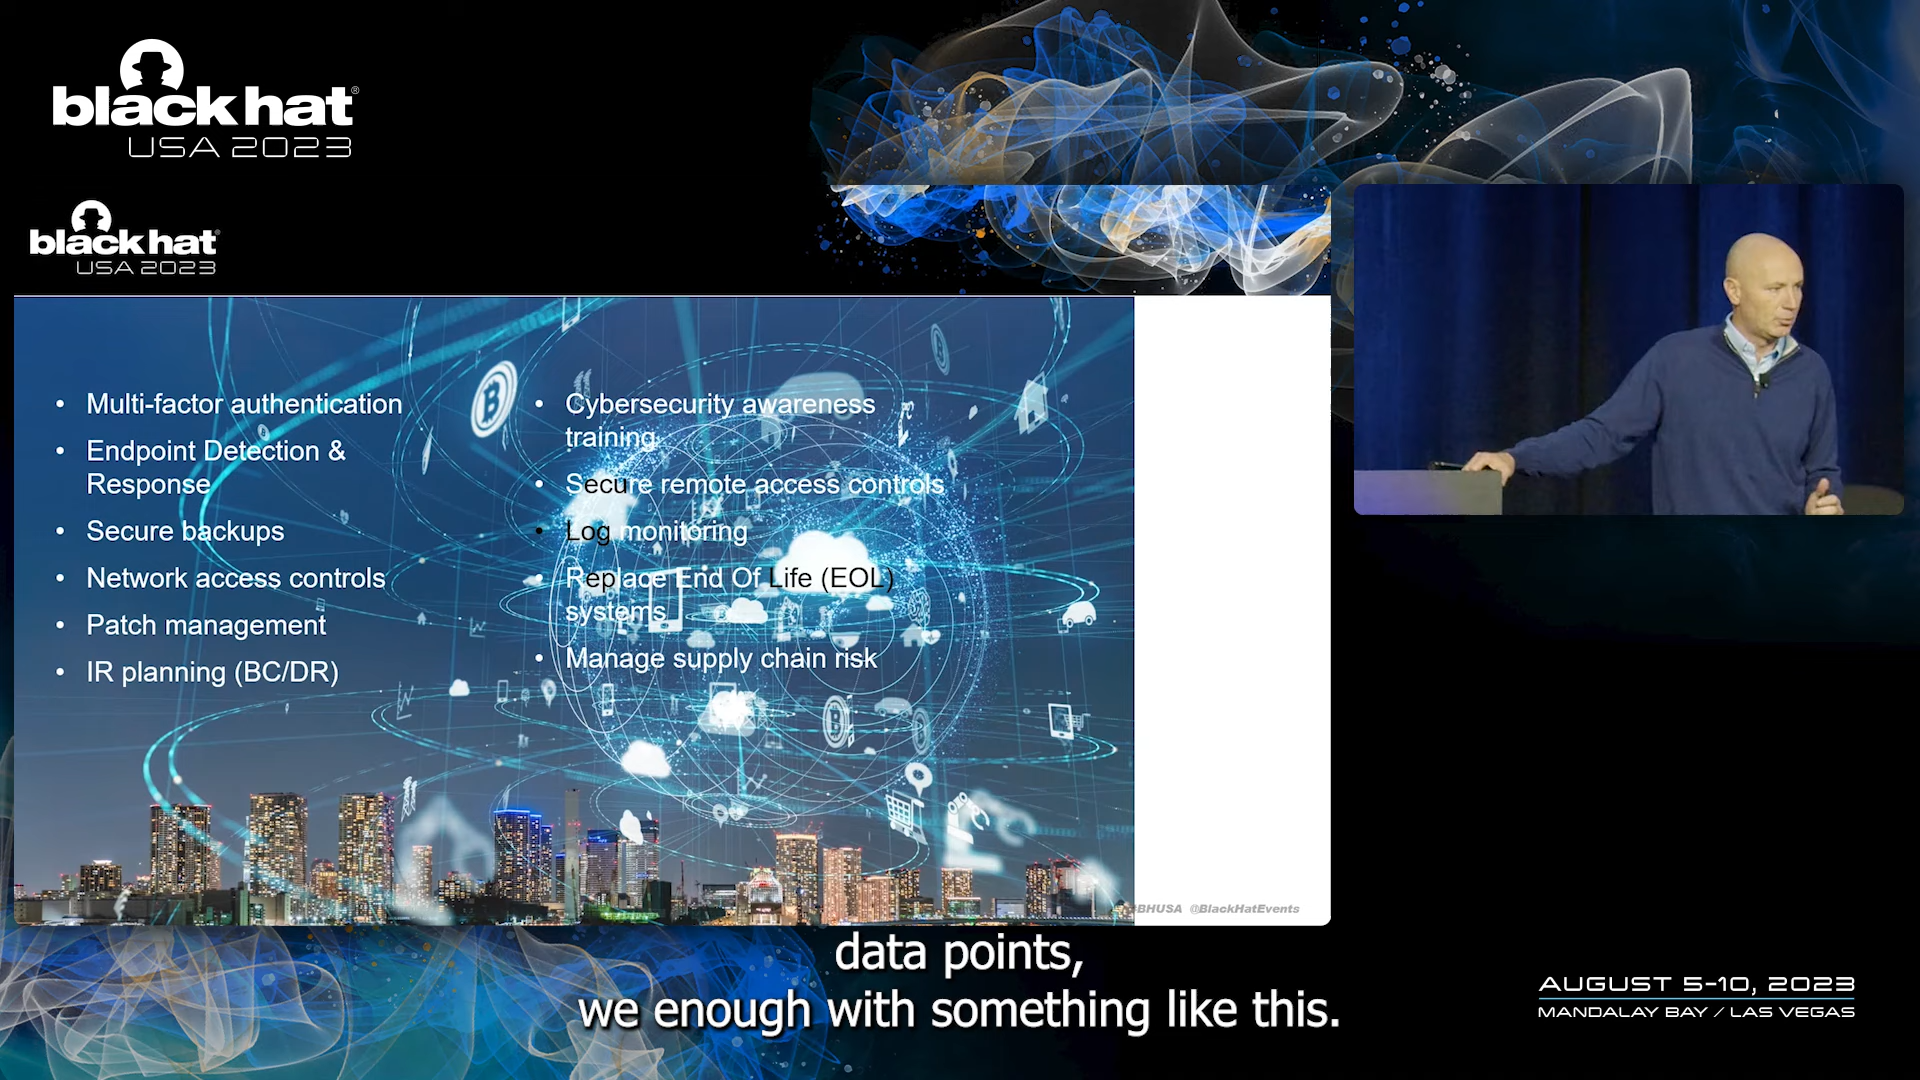 black hat®
USA 2023
black hat
USA 2023
• Multi-factor authentication
• Endpoint Detection &
Response
• Secure backups
• Network access controls
• Patch management
• IR planning (BC/DR)
• Cybersecurity awareness
training
• Secure remote access controls
• Log monitoring
• Replace End Of Life (EOL)
systems
• Manage supply chain risk
#BHUSA @BlackHatEvents
data points,
we enough with something like this.
AUGUST 5-10, 2023
MANDALAY BAY / LAS VEGAS